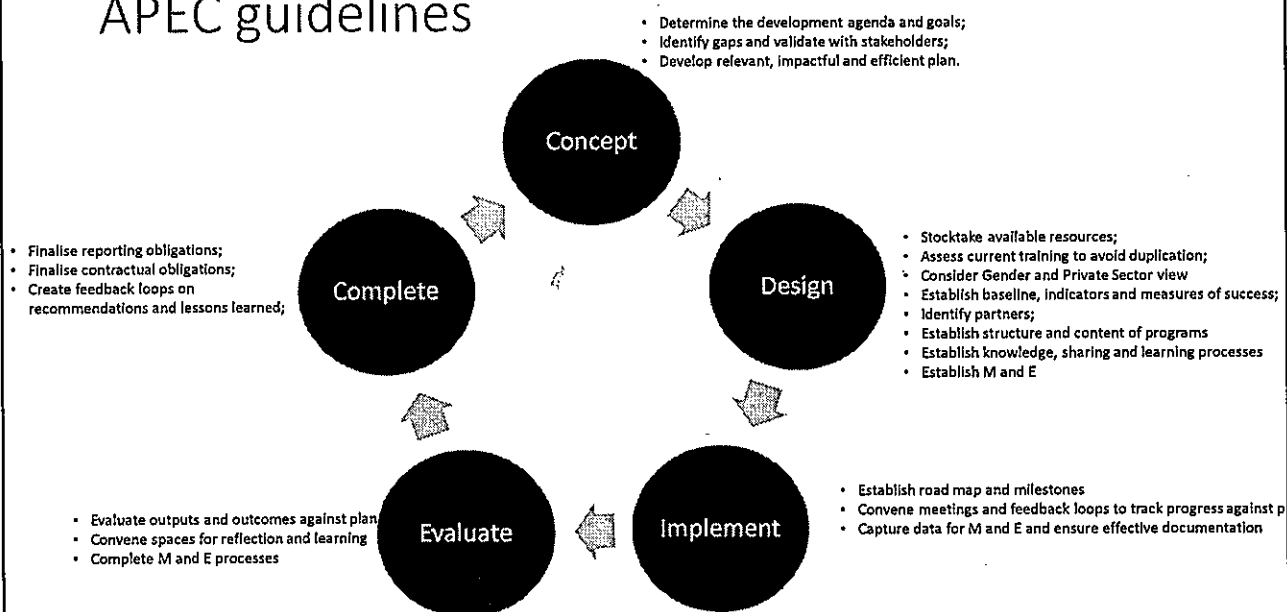 APEC guidelines
• Determine the development agenda and goals;
• Identify gaps and validate with stakeholders;
• Develop relevant, impactful and efficient plan.
Concept
Design
• Stocktake available resources;
• Assess current training to avoid duplication;
• Consider Gender and Private Sector view
• Establish baseline, indicators and measures of success;
• Identify partners;
• Establish structure and content of programs
• Establish knowledge, sharing and learning processes
• Establish M and E
Implement
• Establish road map and milestones
• Convene meetings and feedback loops to track progress against p
• Capture data for M and E and ensure effective documentation
Evaluate
• Evaluate outputs and outcomes against plan
• Convene spaces for reflection and learning
• Complete M and E processes
Complete
• Finalise reporting obligations;
• Finalise contractual obligations;
• Create feedback loops on
recommendations and lessons learned;